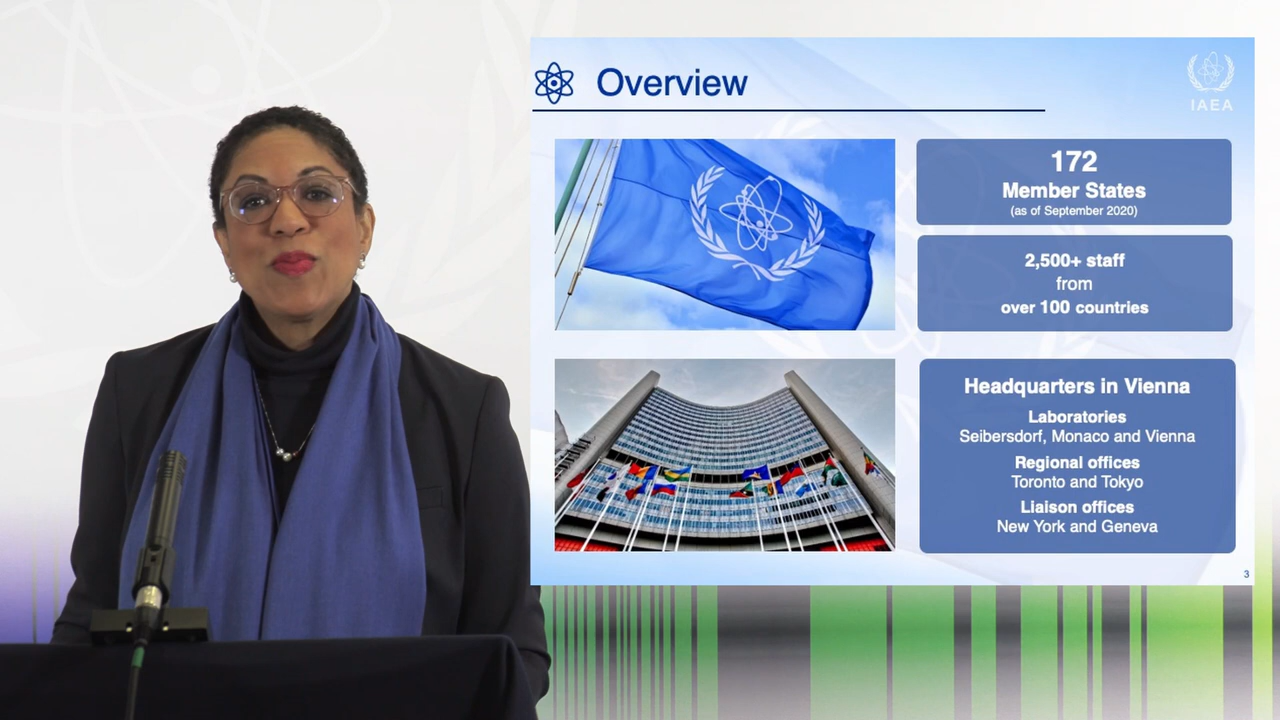 Overview
IAEA
172
Member States
(as of September 2020)
2,500+ staff
from
over 100 countries
Headquarters in Vienna
Laboratories
Seibersdorf, Monaco and Vienna
Regional offices
Toronto and Tokyo
Liaison offices
New York and Geneva
3